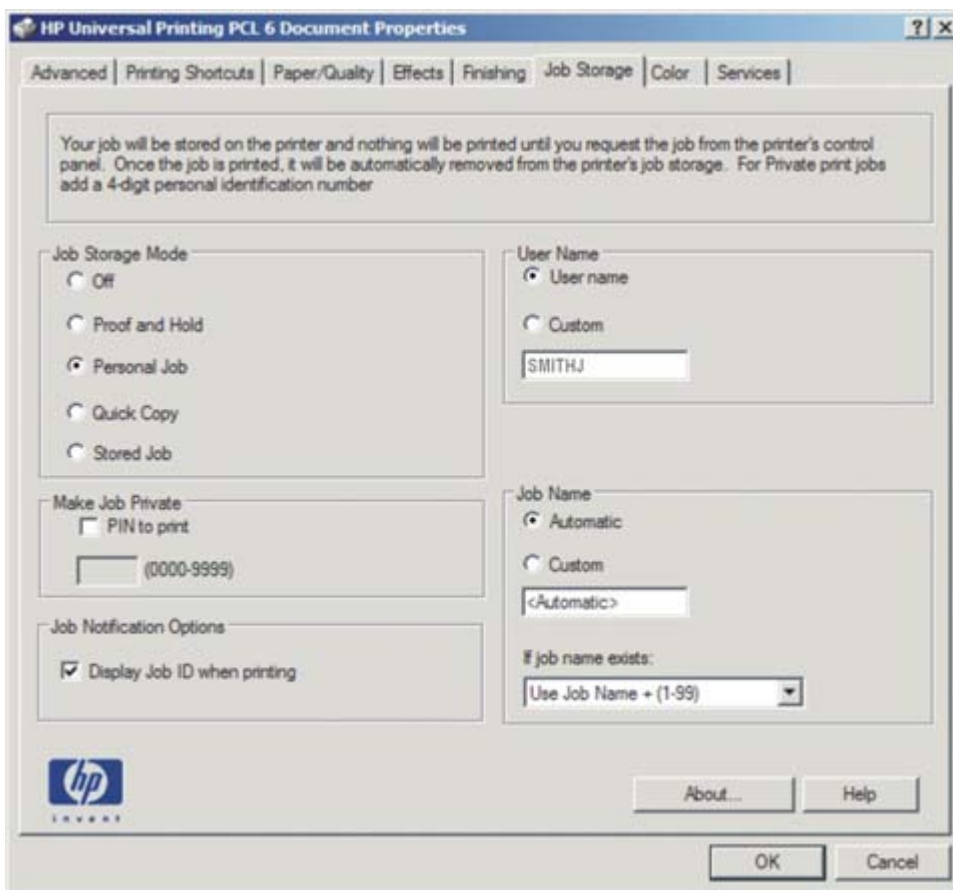 HP Universal Printing PCL 6 Document Properties
Advanced
Printing Shortcuts
Paper/Quality
Effects
Finishing
Job Storage
Color
Services
Your job will be stored on the printer and nothing will be printed until you request the job from the printer's control
panel. Once the job is printed, it will be automatically removed from the printer's job storage. For Private print jobs
add a 4-digit personal identification number
Job Storage Mode
Off
Proof and Hold
Personal Job
Quick Copy
Stored Job
User Name
User name
Custom
SMITHJ
Make Job Private
PIN to print
(0000-9999)
Job Name
Automatic
Custom
<Automatic>
If job name exists:
Use Job Name + (1-99)
Job Notification Options
Display Job ID when printing
hp
invent
About...
Help
OK
Cancel